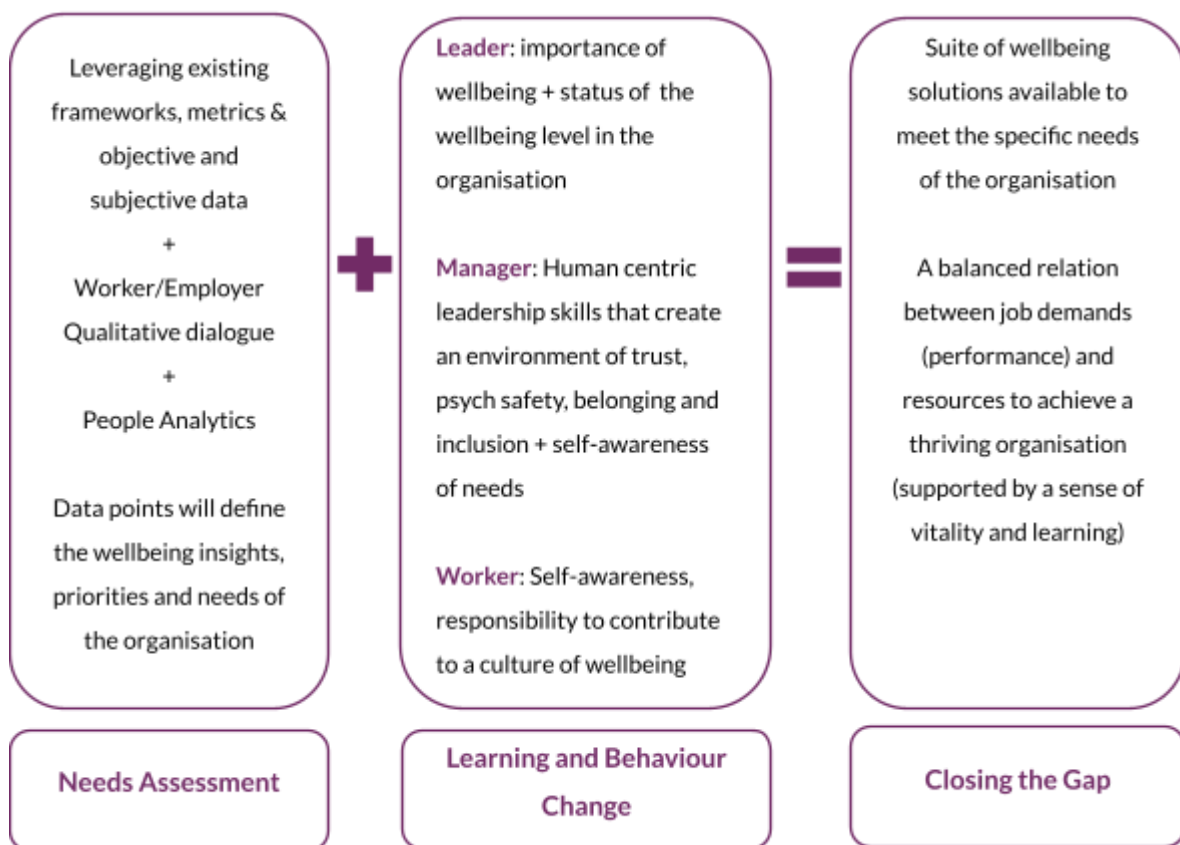 Leveraging existing
frameworks, metrics &
objective and
subjective data
+
Worker/Employer
Qualitative dialogue
+
People Analytics
Data points will define
the wellbeing insights,
priorities and needs of
the organisation
Needs Assessment
Leader: importance of
wellbeing + status of the
wellbeing level in the
organisation
Manager: Human centric
leadership skills that create
an environment of trust,
psych safety, belonging and
inclusion + self-awareness
of needs
Worker: Self-awareness,
responsibility to contribute
to a culture of wellbeing
Learning and Behaviour
Change
Suite of wellbeing
solutions available to
meet the specific needs
of the organisation
A balanced relation
between job demands
(performance) and
resources to achieve a
thriving organisation
(supported by a sense of
vitality and learning)
Closing the Gap